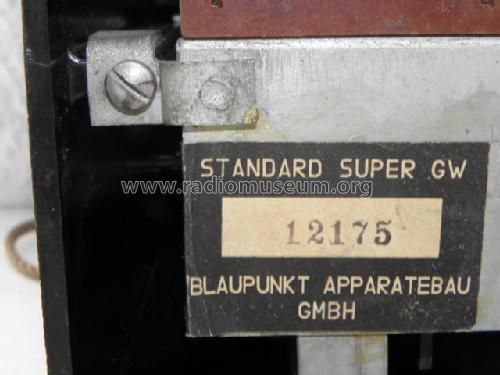 STANDARD SUPER GW
www.radiomuseum.org
12175
BLAUPUNKT APPARATEBAU
GMBH